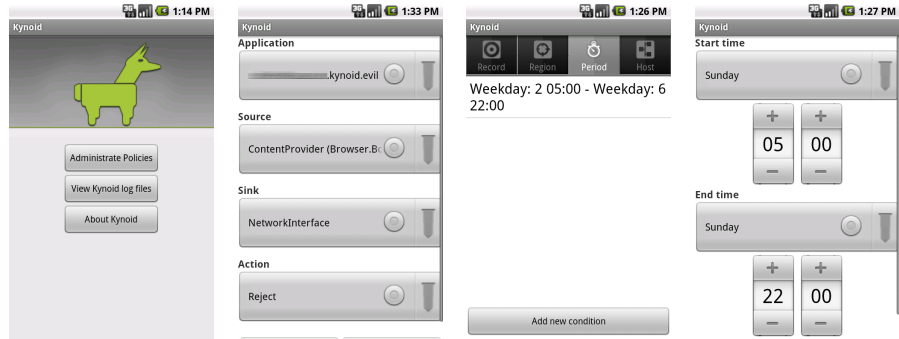 1:14 PM
Kynoid
Administrate Policies
View Kynoid log files
About Kynoid
1:33 PM
Kynoid
Application
.kynoid.evil
Source
ContentProvider (Browser.Bo
Sink
NetworkInterface
Action
Reject
1:26 PM
Kynoid
Record Region Period Host
Weekday: 2 05:00 - Weekday: 6
22:00
Add new condition
1:27 PM
Kynoid
Start time
Sunday
+ +
05 00
− −
End time
Sunday
+ +
22 00
− −